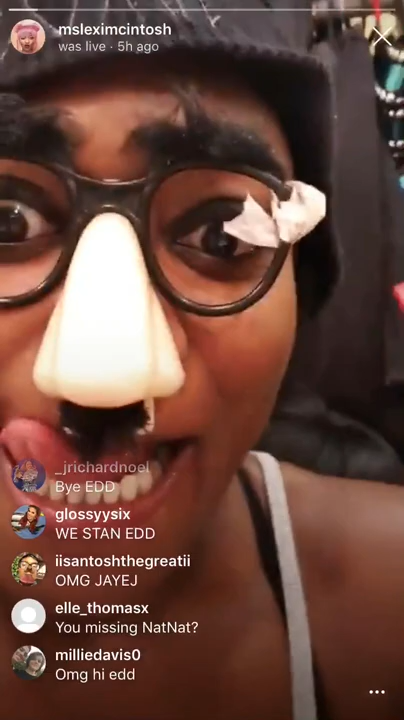 msleximcintosh
was live · 5h ago
_jrichardnoel
Bye EDD
glossyysix
WE STAN EDD
iisantoshthegreatii
OMG JAYEJ
elle_thomasx
You missing NatNat?
milliedavis0
Omg hi edd